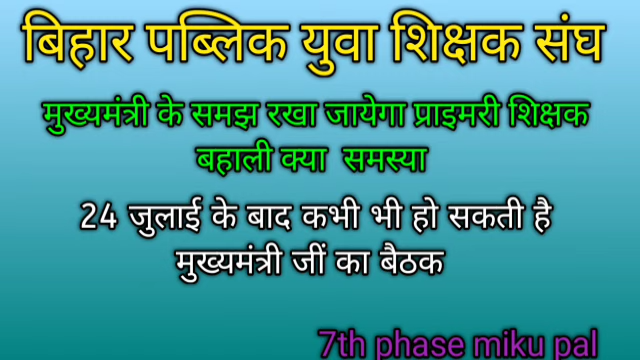 बिहार पब्लिक युवा शिक्षक संघ
मुख्यमंत्री के समझ रखा जायेगा प्राइमरी शिक्षक
बहाली क्या समस्या
24 जुलाई के बाद कभी भी हो सकती है
मुख्यमंत्री जीं का बैठक
7th phase miku pal